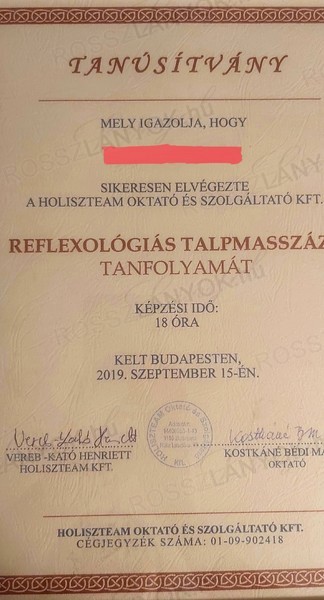 TANÚSÍTVÁNY
MELY IGAZOLJA, HOGY
SIKERESEN ELVÉGEZTE
A HOLISZTEAM OKTATÓ ÉS SZOLGÁLTATÓ KFT.
REFLEXOLÓGIÁS TALPMASSZÁZ
TANFOLYAMÁT
KÉPZÉSI IDŐ:
18 ÓRA
KELT BUDAPESTEN,
2019. SZEPTEMBER 15-ÉN.
VEREB -KATÓ HENRIETT
HOLISZTEAM KFT.
KOSTKÁNÉ BÉDI MA
OKTATÓ
HOLISZTEAM OKTATÓ ÉS SZOLGÁLTATÓ KFT.
CÉGJEGYZÉK SZÁMA: 01-09-902418